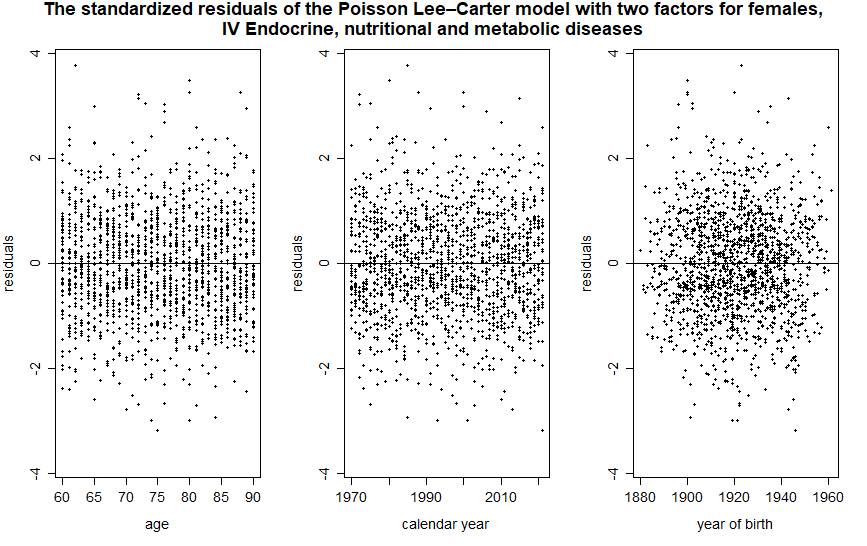 The standardized residuals of the Poisson Lee–Carter model with two factors for females,
IV Endocrine, nutritional and metabolic diseases
residuals
4
2
0
-2
-4
60 65 70 75 80 85 90
age
residuals
4
2
0
-2
-4
1970 1990 2010
calendar year
residuals
4
2
0
-2
-4
1880 1900 1920 1940 1960
year of birth